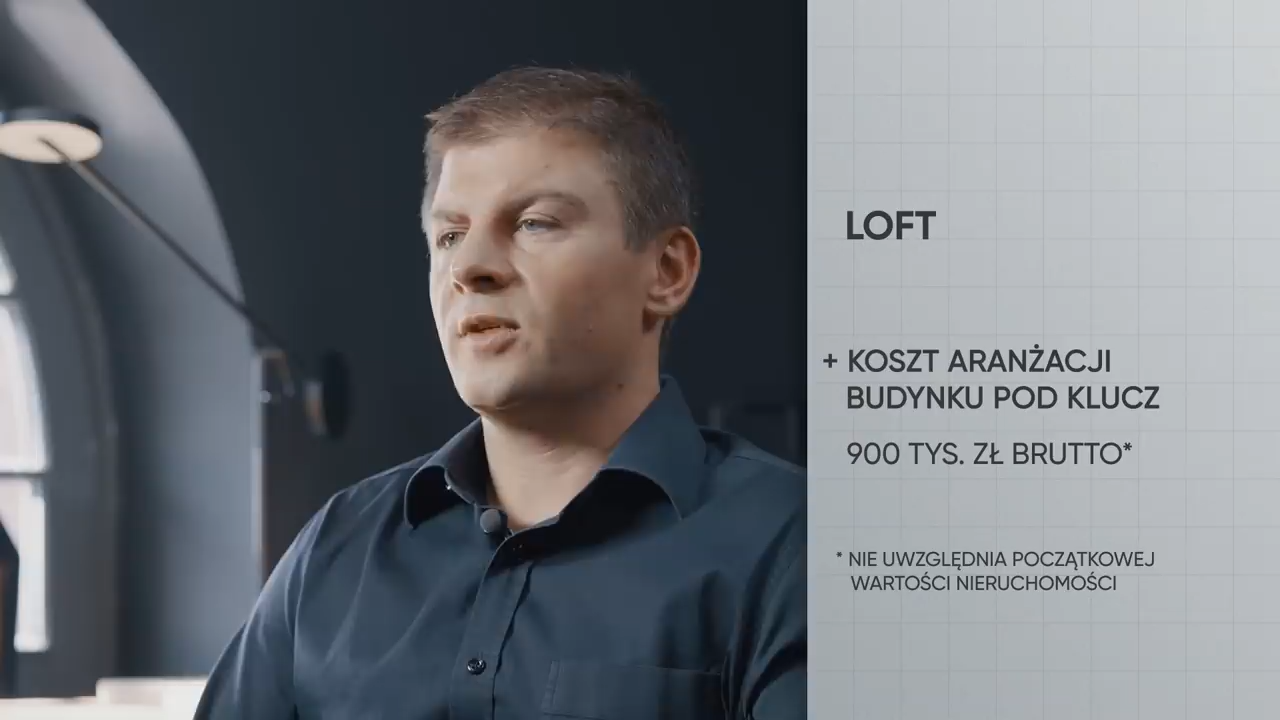 LOFT
+ KOSZT ARANŻACJI
BUDYNKU POD KLUCZ
900 TYS. ZŁ BRUTTO*
* NIE UWZGLĘDNIA POCZĄTKOWEJ
WARTOŚCI NIERUCHOMOŚCI